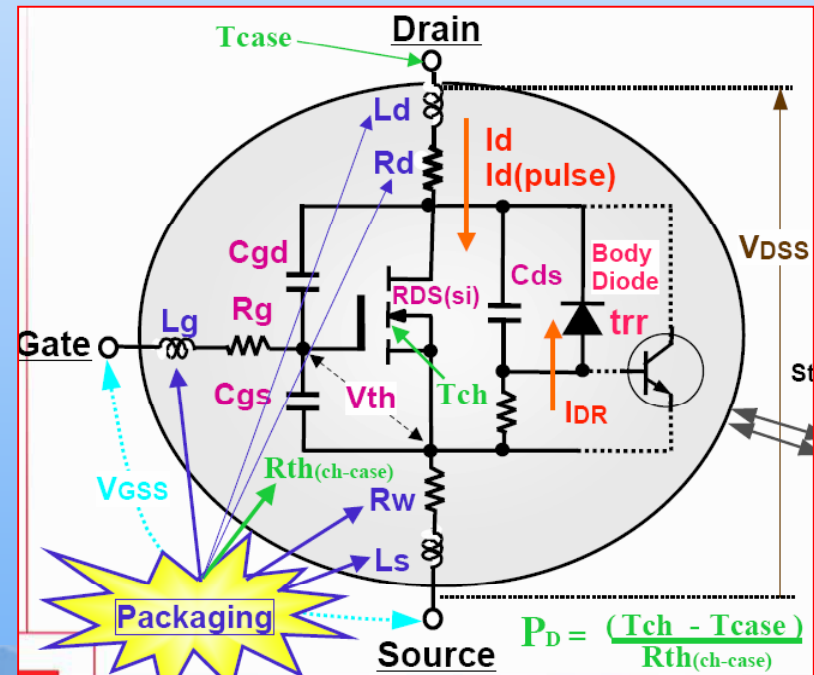 Drain
Tcase
Ld
Id
Id(pulse)
Rd
VDSS
Cgd
Cds
Body
Diode
RDS(si)
trr
Rg
Lg
Gate
Cgs
Vth
Tch
IDR
St
Rth(ch-case)
VGSS
Rw
Ls
Packaging
Source
PD = (Tch - Tcase)
Rth(ch-case)